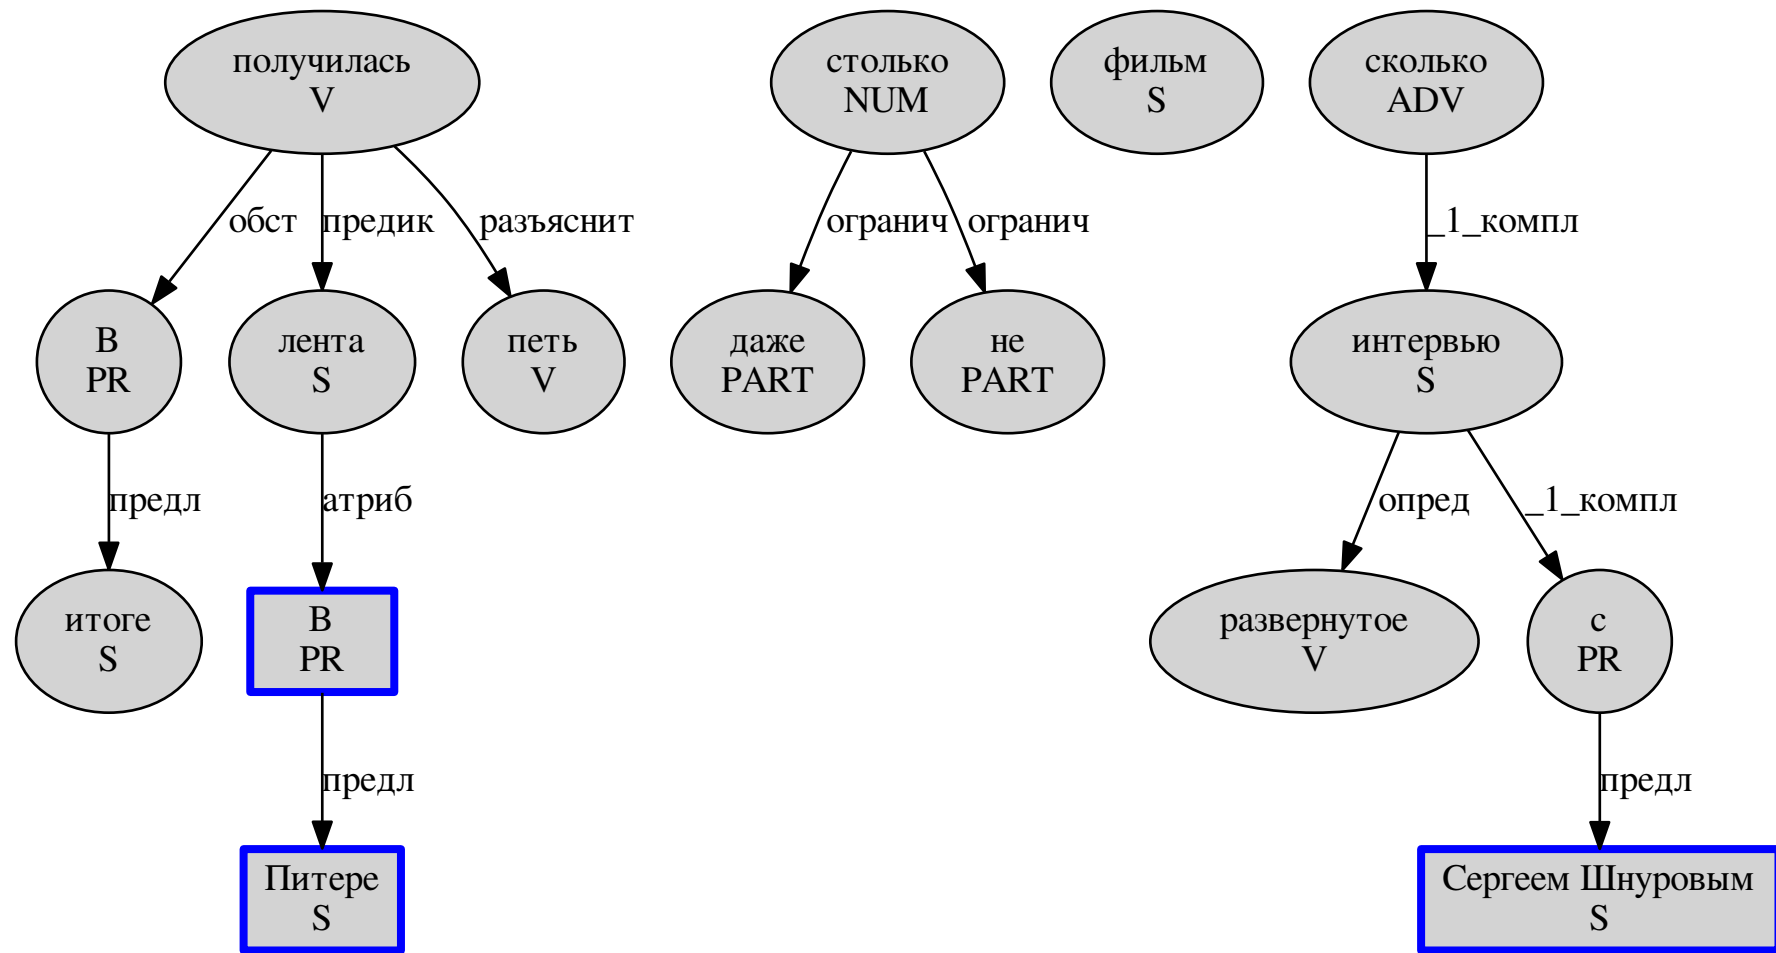 получилась
V
столько
NUM
фильм
S
сколько
ADV
обст
предик
разъяснит
огранич
огранич
_1_компл
В
PR
лента
S
петь
V
даже
PART
не
PART
интервью
S
предл
атриб
опред
_1_компл
итоге
S
В
PR
развернутое
V
с
PR
предл
предл
Питере
S
Сергеем Шнуровым
S